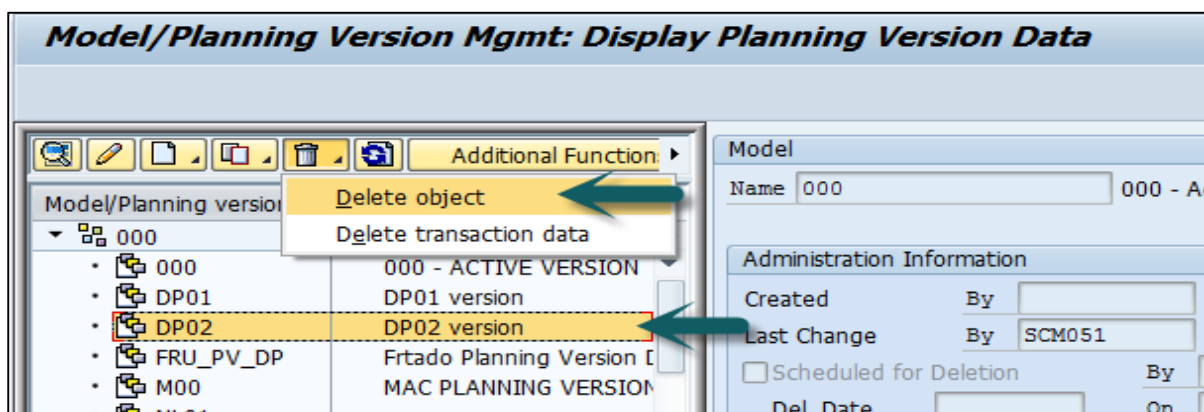 Model/Planning Version Mgmt: Display Planning Version Data
Additional Function
Delete object
Delete transaction data
Model/Planning version
000
000 000 - ACTIVE VERSION
DP01 DP01 version
DP02 DP02 version
FRU_PV_DP Frtado Planning Version
M00 MAC PLANNING VERSION
Model
Name 000 000 -
Administration Information
Created By
Last Change By SCM051
Scheduled for Deletion By
Del. Date On